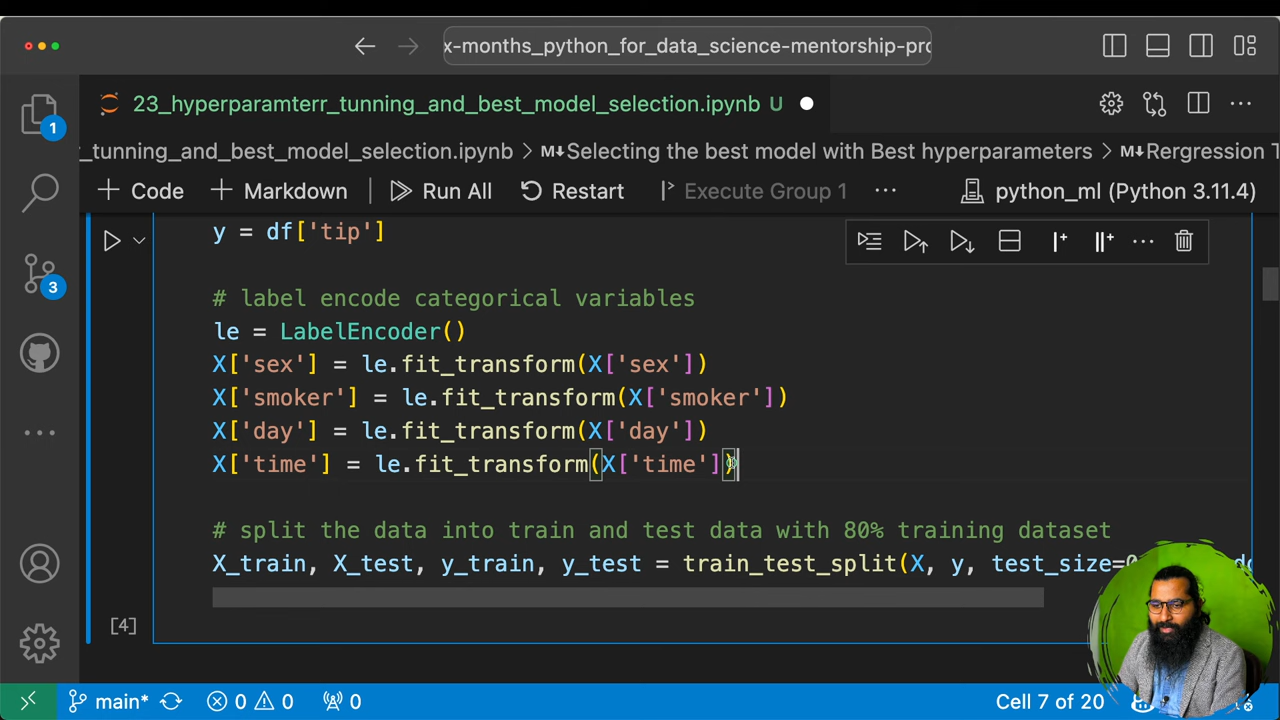 x-months_python_for_data_science-mentorship-pro
23_hyperparamterr_tunning_and_best_model_selection.ipynb U
_tunning_and_best_model_selection.ipynb > M↓Selecting the best model with Best hyperparameters > M↓Rergression T
+ Code + Markdown | Run All Restart Execute Group 1 ... python_ml (Python 3.11.4)
y = df['tip']
# label encode categorical variables
le = LabelEncoder()
X['sex'] = le.fit_transform(X['sex'])
X['smoker'] = le.fit_transform(X['smoker'])
X['day'] = le.fit_transform(X['day'])
X['time'] = le.fit_transform(X['time'])
# split the data into train and test data with 80% training dataset
X_train, X_test, y_train, y_test = train_test_split(X, y, test_size=0
[4]
1
3
main* 0 0 0 Cell 7 of 20